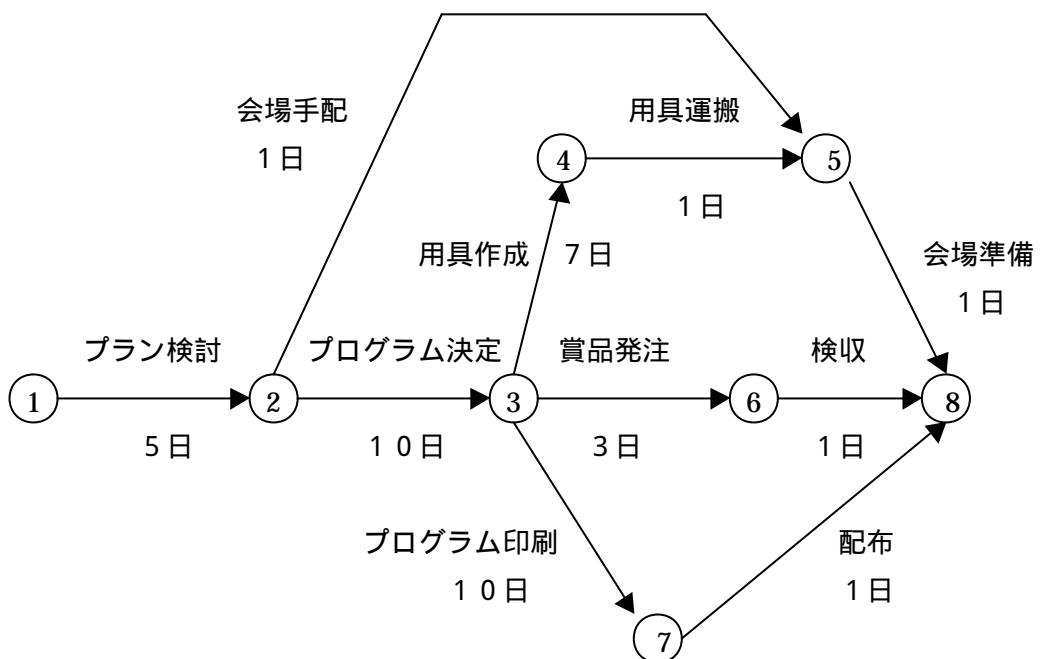 会場手配
1日
用具運搬
1日
4
5
用具作成
7日
会場準備
1日
プラン検討
5日
プログラム決定
10日
賞品発注
3日
検収
1日
1
2
3
6
8
プログラム印刷
10日
配布
1日
7